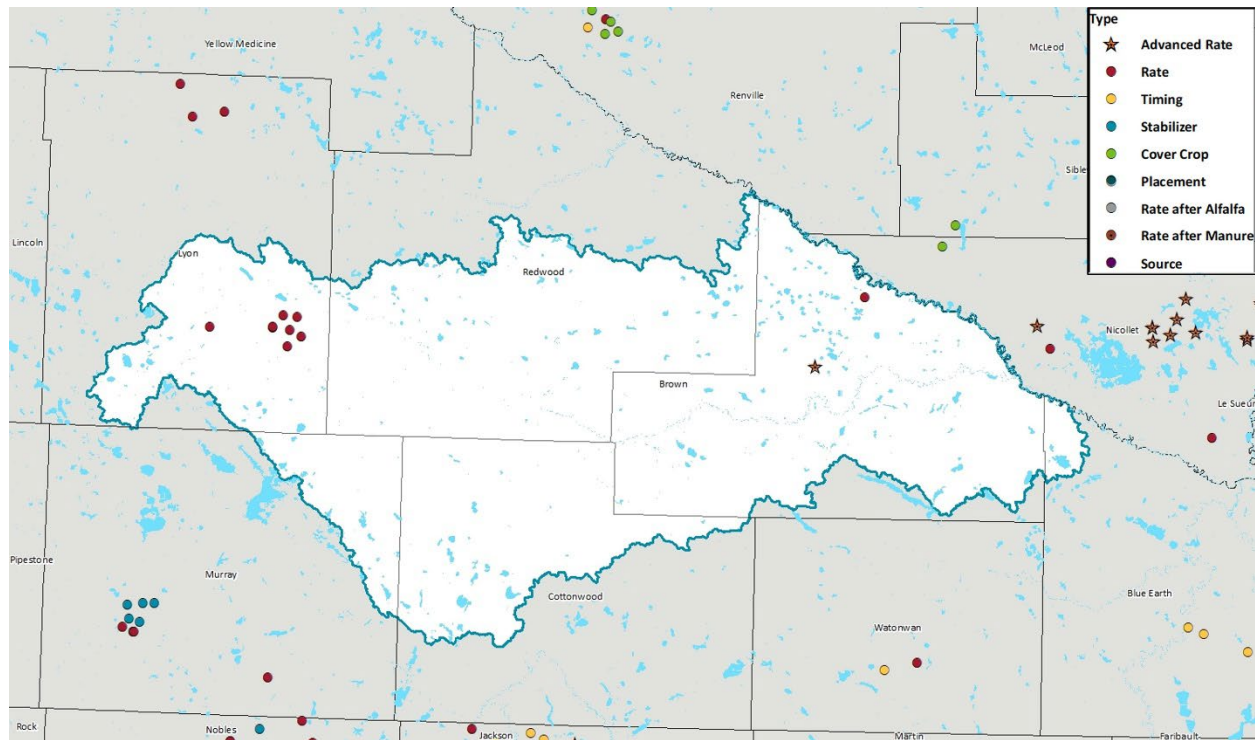 Type
Advanced Rate
Rate
Timing
Stabilizer
Cover Crop
Placement
Rate after Alfalfa
Rate after Manure
Source
Yellow Medicine
McLeod
Renville
Lincoln
Lyon
Redwood
Nicollet
Brown
Le Sueur
Pipestone
Murray
Cottonwood
Watonwan
Blue Earth
Rock
Nobles
Jackson
Martin
Faribault